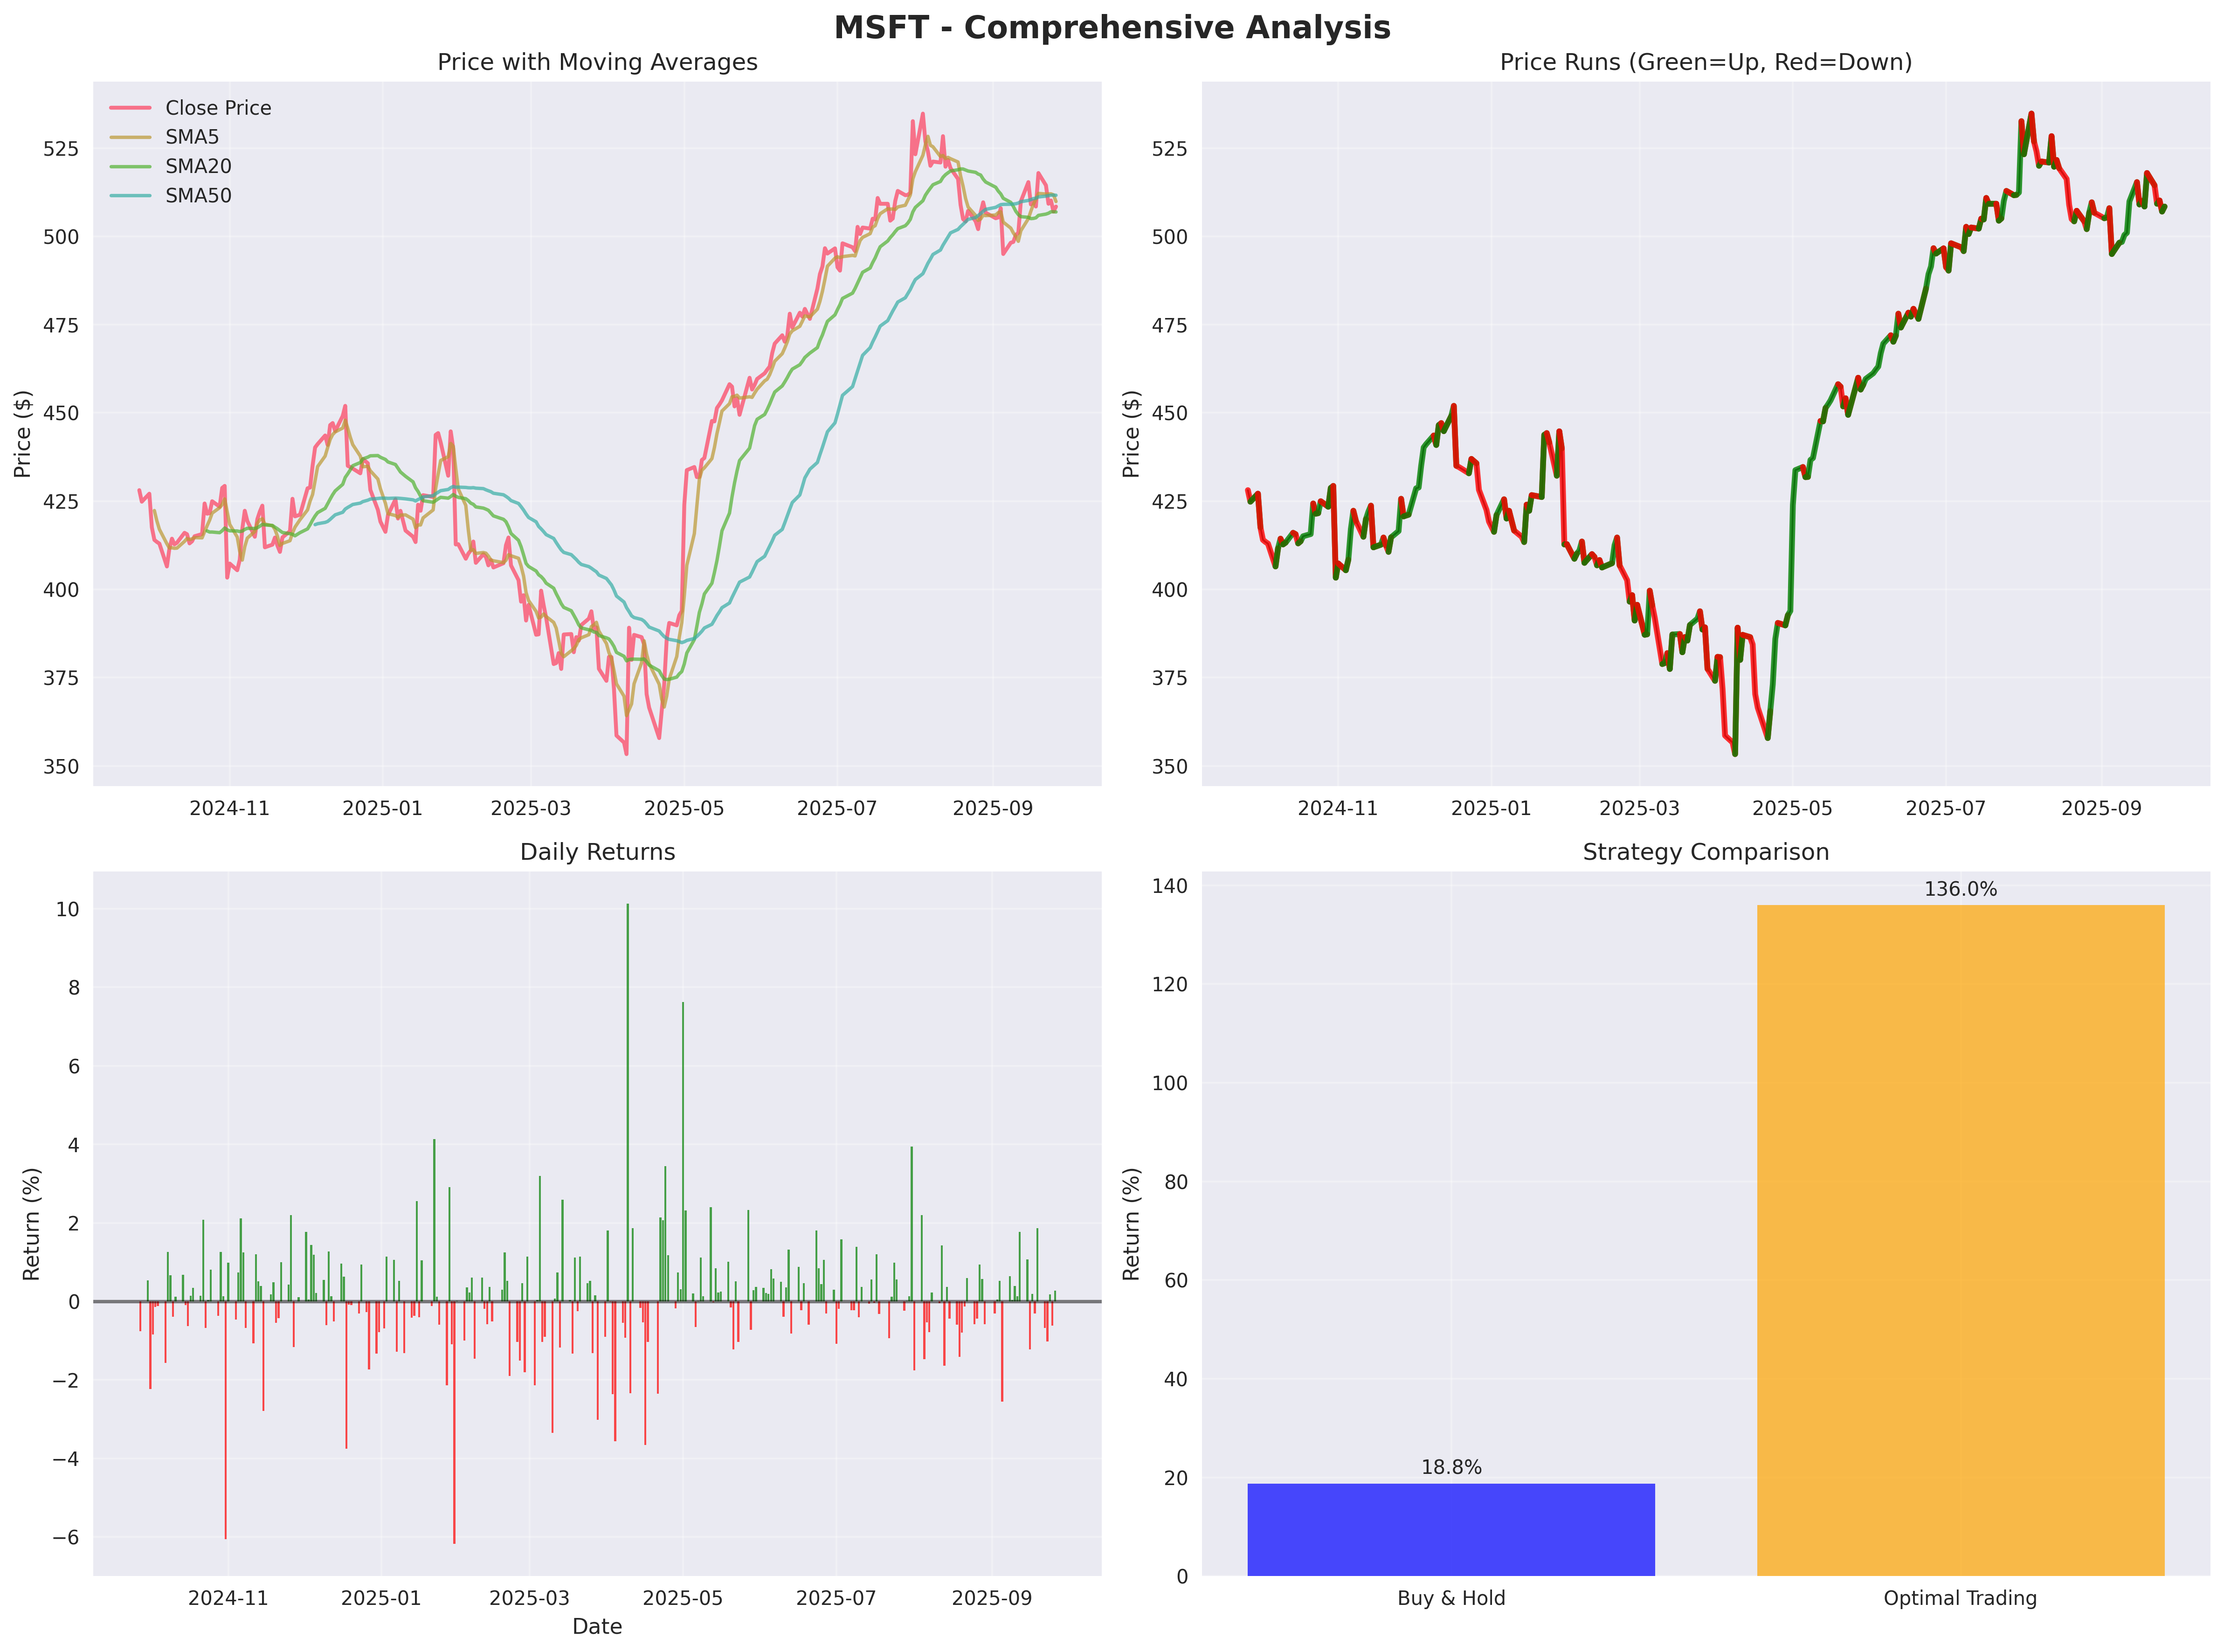 MSFT - Comprehensive Analysis
Price with Moving Averages
Close Price
SMA5
SMA20
SMA50
Price ($)
525
500
475
450
425
400
375
350
2024-11 2025-01 2025-03 2025-05 2025-07 2025-09
Price Runs (Green=Up, Red=Down)
Price ($)
525
500
475
450
425
400
375
350
2024-11 2025-01 2025-03 2025-05 2025-07 2025-09
Daily Returns
Return (%)
10
8
6
4
2
0
−2
−4
−6
2024-11 2025-01 2025-03 2025-05 2025-07 2025-09
Date
Strategy Comparison
Return (%)
140
120
100
80
60
40
20
0
18.8%
136.0%
Buy & Hold Optimal Trading